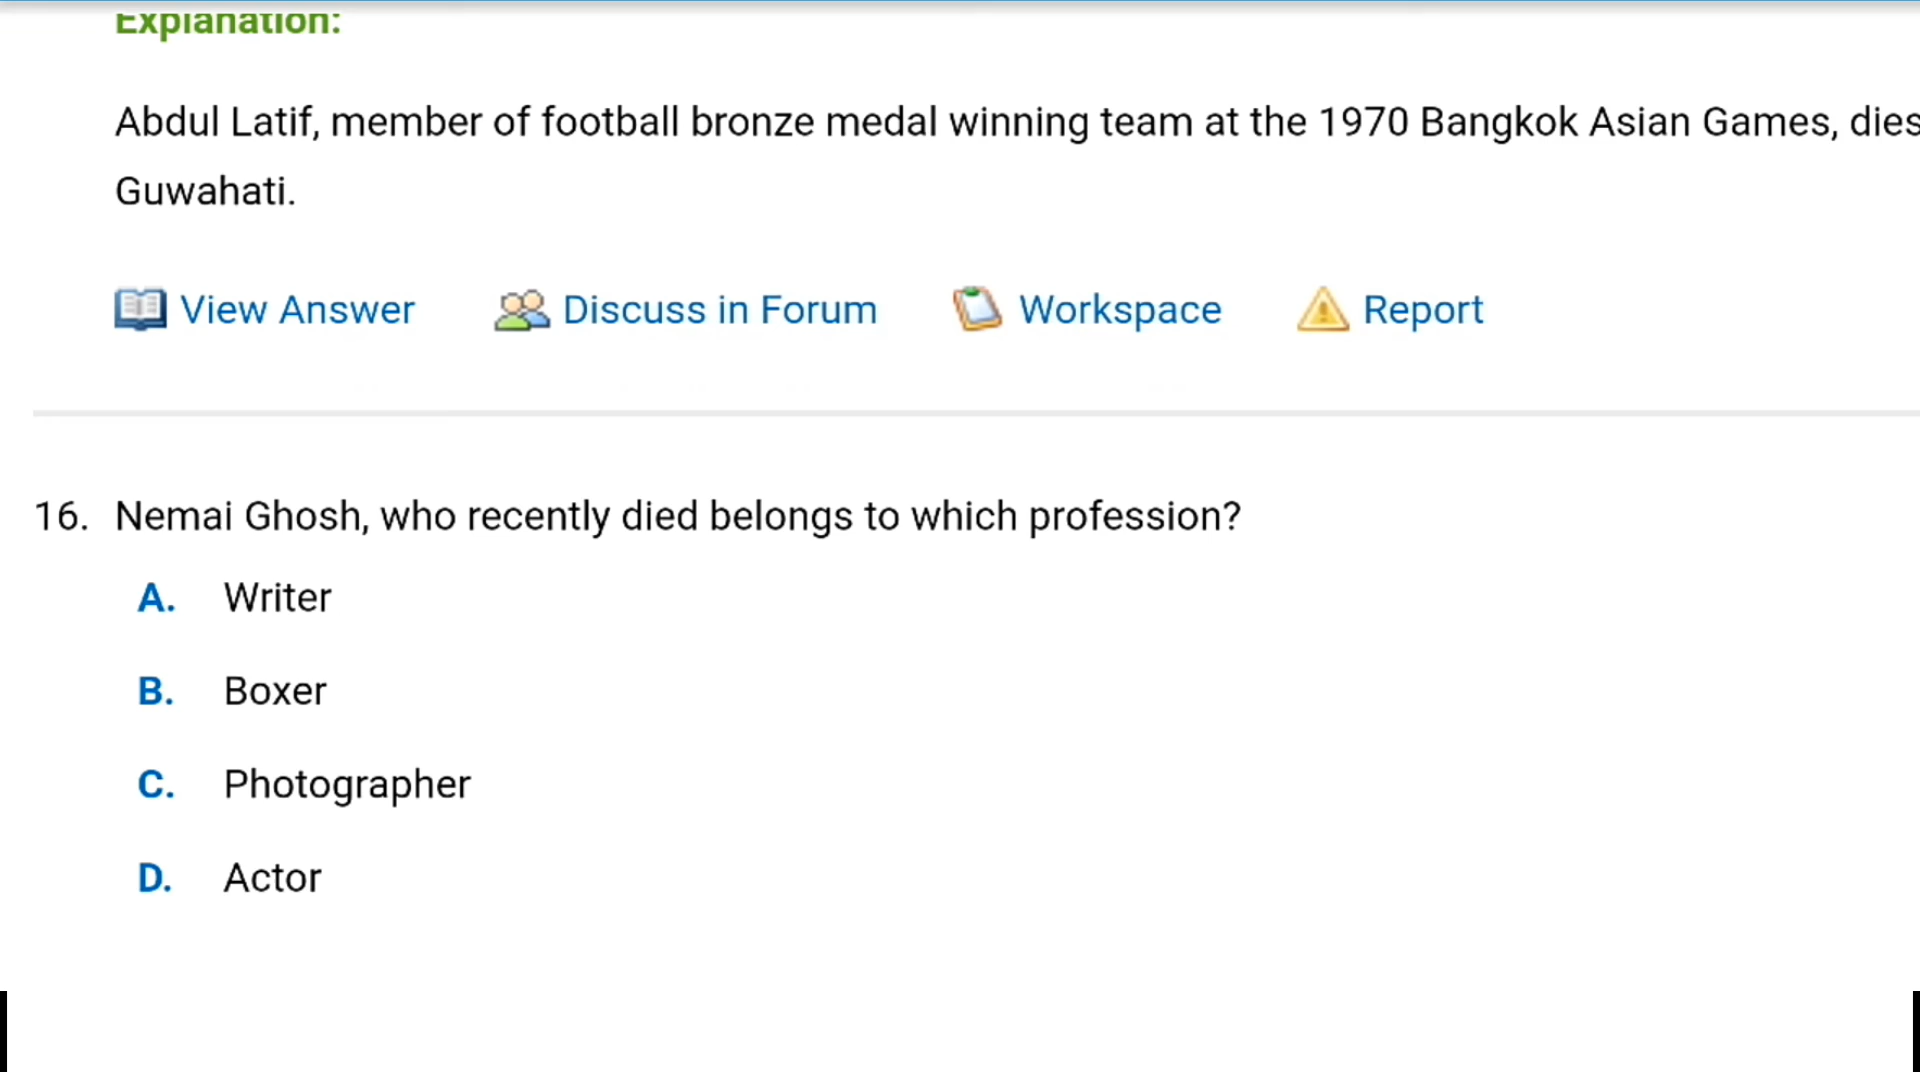 Explanation:
Abdul Latif, member of football bronze medal winning team at the 1970 Bangkok Asian Games, dies
Guwahati.
View Answer Discuss in Forum Workspace Report
16. Nemai Ghosh, who recently died belongs to which profession?
A. Writer
B. Boxer
C. Photographer
D. Actor